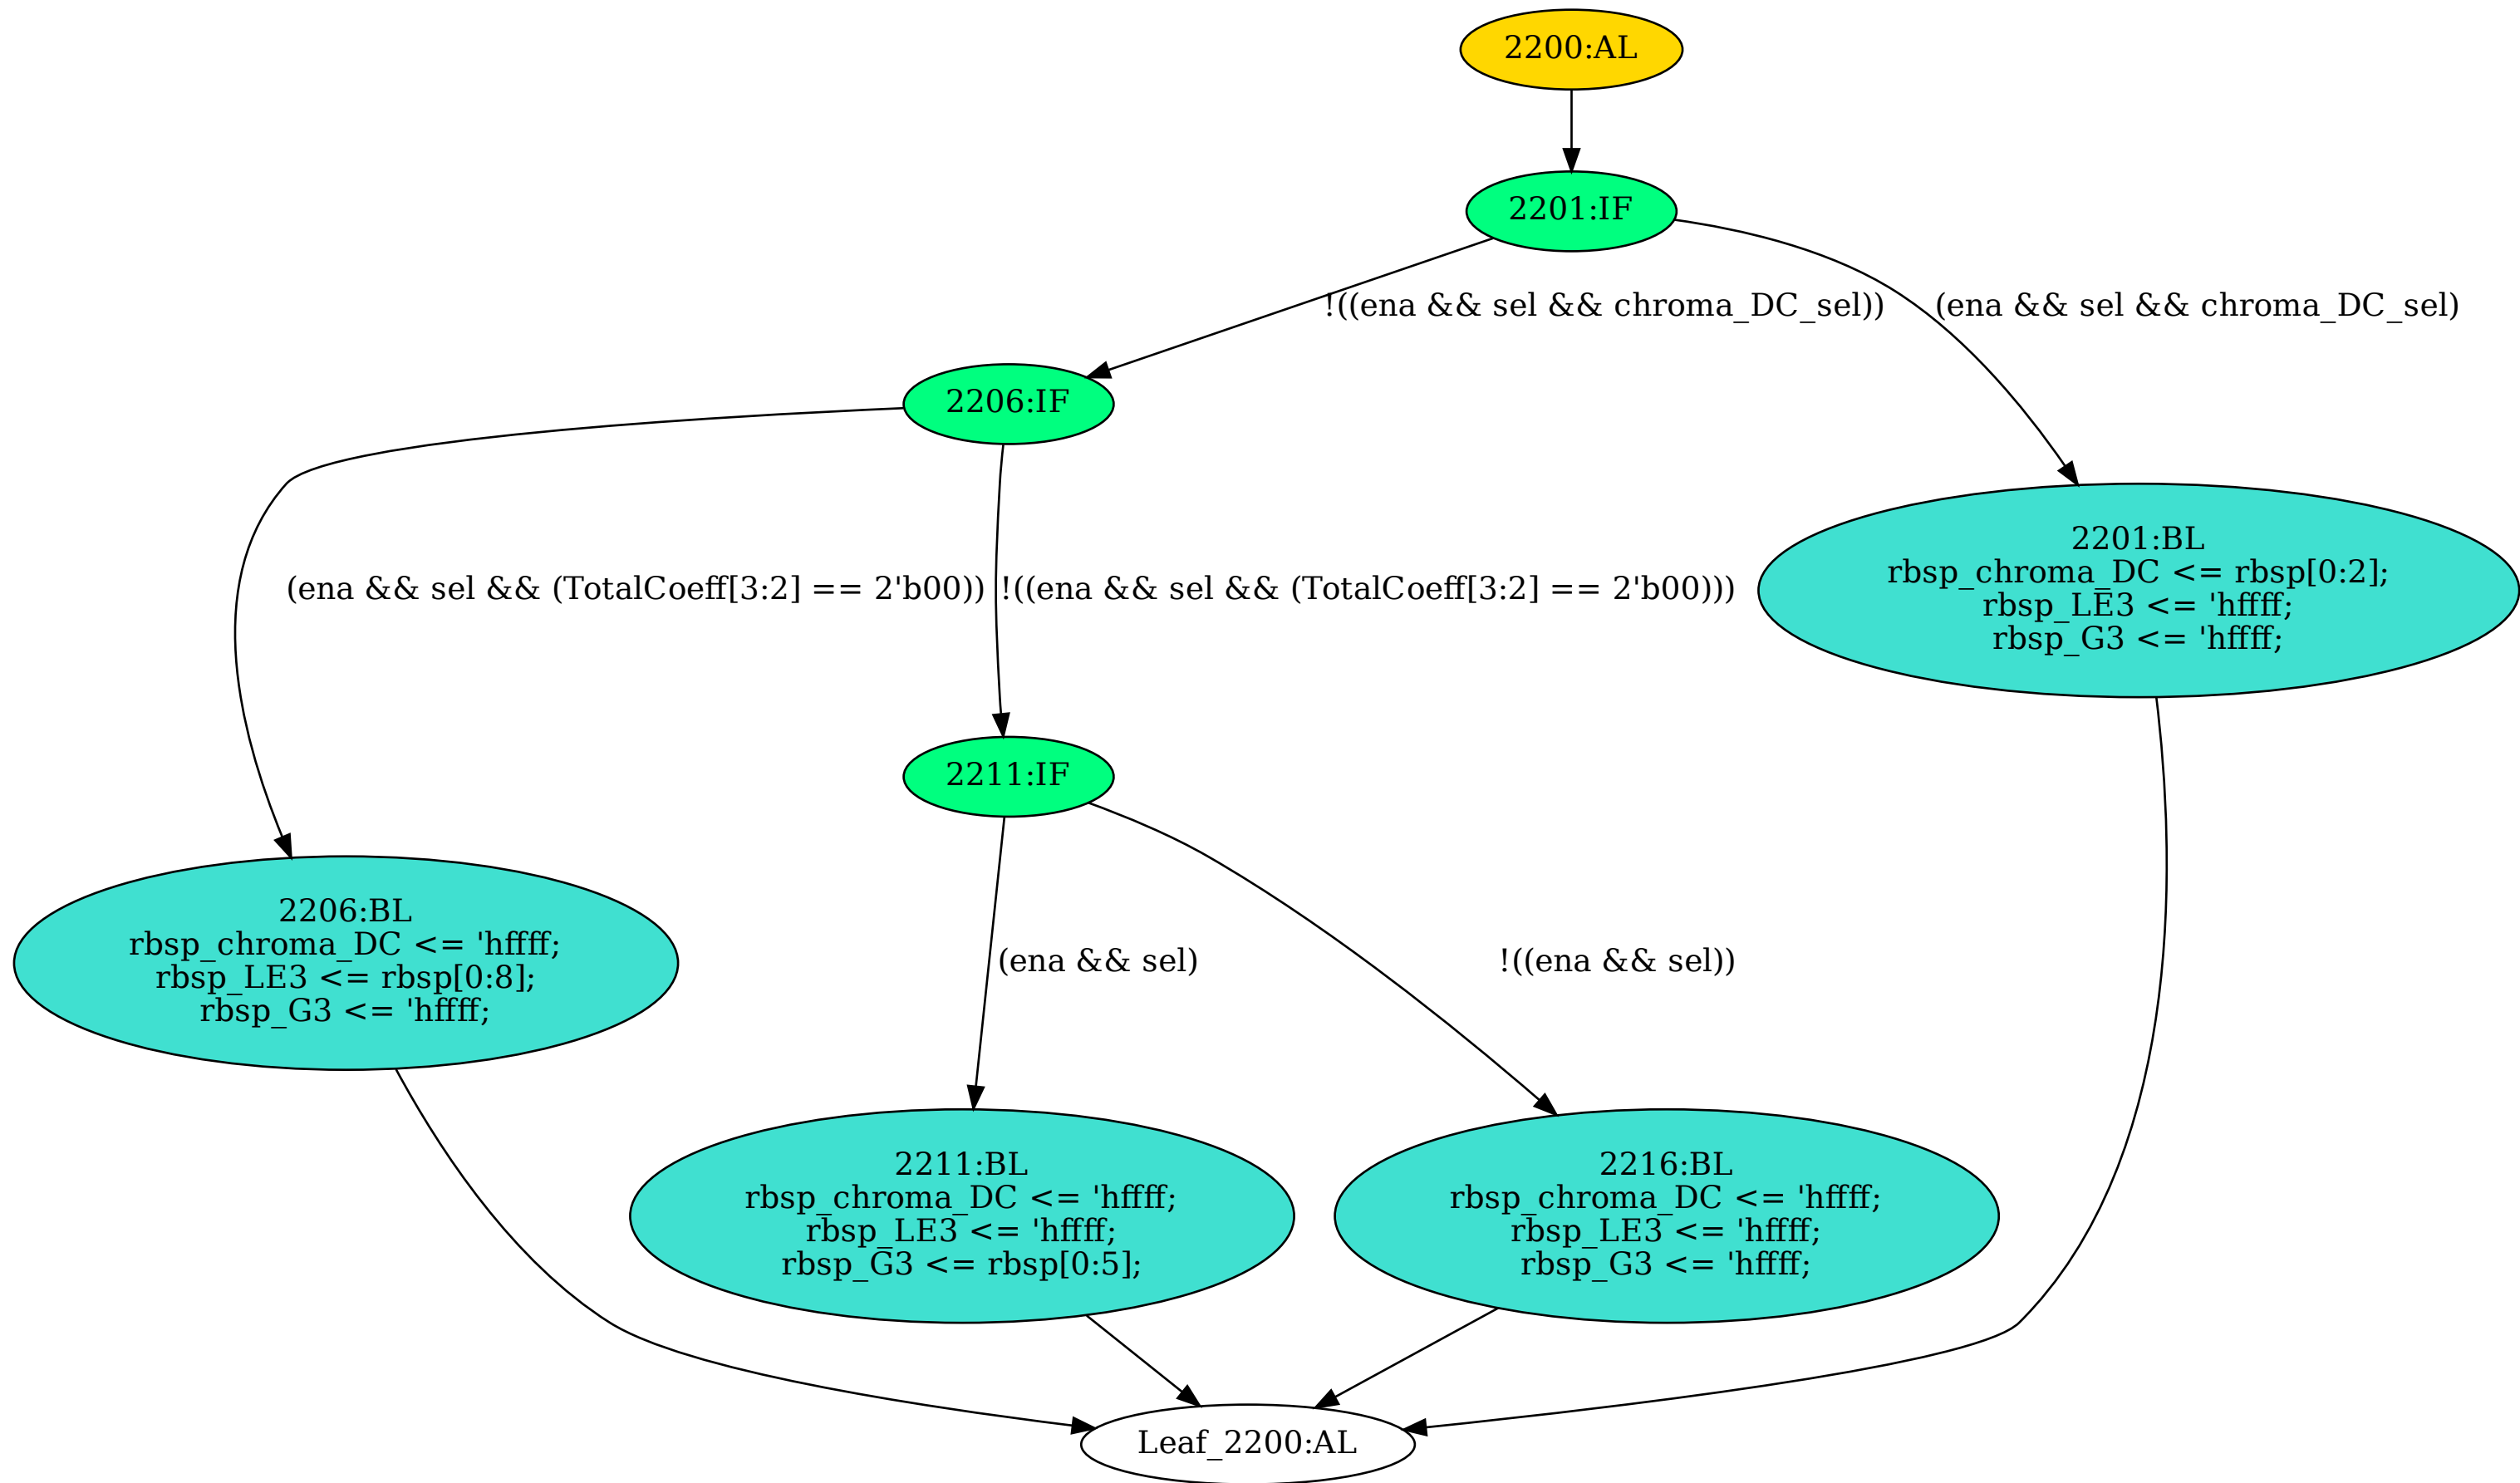 2200:AL
2201:IF
!((ena && sel && chroma_DC_sel))
(ena && sel && chroma_DC_sel)
2206:IF
(ena && sel && (TotalCoeff[3:2] == 2'b00))
!((ena && sel && (TotalCoeff[3:2] == 2'b00)))
2201:BL
rbsp_chroma_DC <= rbsp[0:2];
rbsp_LE3 <= 'hffff;
rbsp_G3 <= 'hffff;
2211:IF
2206:BL
rbsp_chroma_DC <= 'hffff;
rbsp_LE3 <= rbsp[0:8];
rbsp_G3 <= 'hffff;
(ena && sel)
!((ena && sel))
2211:BL
rbsp_chroma_DC <= 'hffff;
rbsp_LE3 <= 'hffff;
rbsp_G3 <= rbsp[0:5];
2216:BL
rbsp_chroma_DC <= 'hffff;
rbsp_LE3 <= 'hffff;
rbsp_G3 <= 'hffff;
Leaf_2200:AL